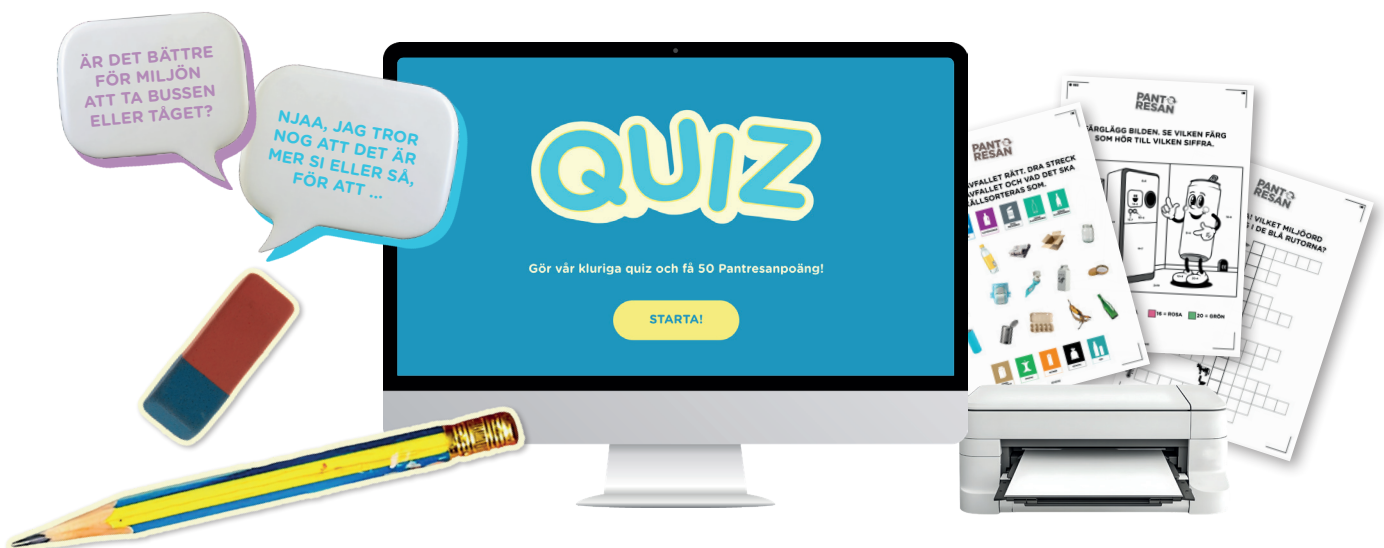 ÄR DET BÄTTRE
FÖR MILJÖN
ATT TA BUSSEN
ELLER TÅGET?
NJAA, JAG TROR
NOG ATT DET ÄR
MER SI ELLER SÅ,
FÖR ATT ...
QUIZ
Gör vår kluriga quiz och få 50 Pantresanpoäng!
STARTA!
PANT
RESAN
AVFALLET RÄTT. DRA STRECK
AVFALLET OCH VAD DET SKA
KÄLLSORTERAS SOM.
PANT
RESAN
FÄRGLÄGG BILDEN. SE VILKEN FÄRG
SOM HÖR TILL VILKEN SIFFRA.
= ROSA 20 = GRÖN
PANT
RESAN
VILKET MILJÖORD
I DE BLÅ RUTORNA?